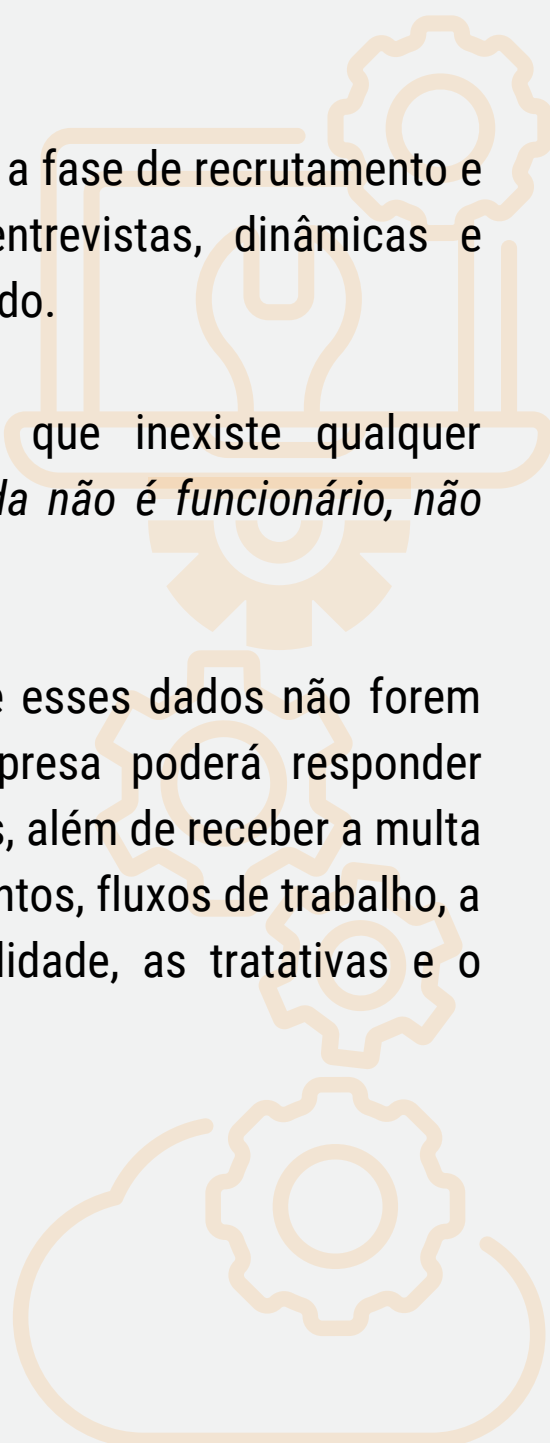 a fase de recrutamento e
entrevistas, dinâmicas e
do.
que inexiste qualquer
da não é funcionário, não
e esses dados não forem
presa poderá responder
s, além de receber a multa
ntos, fluxos de trabalho, a
lidade, as tratativas e o